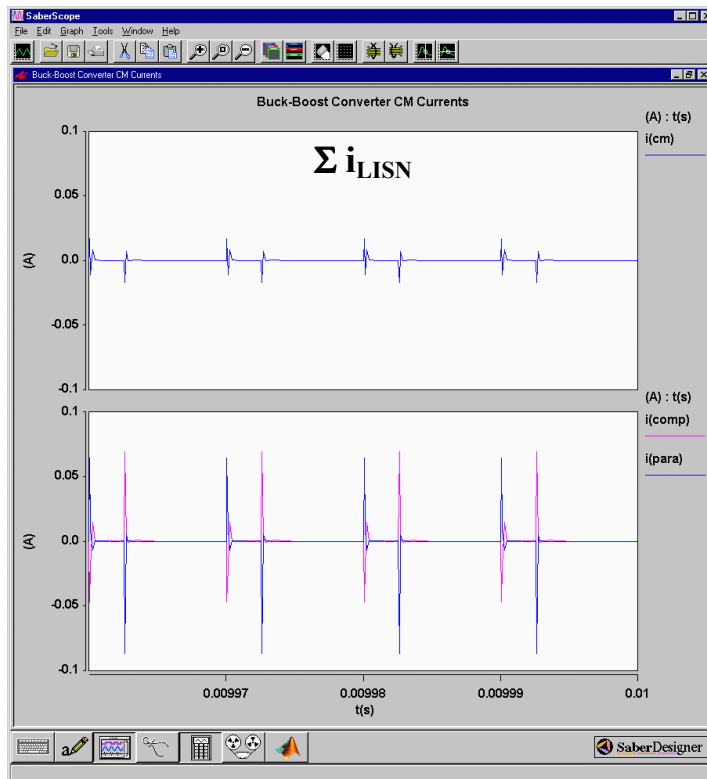 SaberScope
File Edit Graph Tools Window Help
Buck-Boost Converter CM Currents
Buck-Boost Converter CM Currents
(A) : t(s)
i(cm)
Σ iLISN
0.1
0.05
0.0
-0.05
-0.1
(A)
(A) : t(s)
i(comp)
i(para)
0.1
0.05
0.0
-0.05
-0.1
(A)
0.00997 0.00998 0.00999 0.01
t(s)
a
SaberDesigner